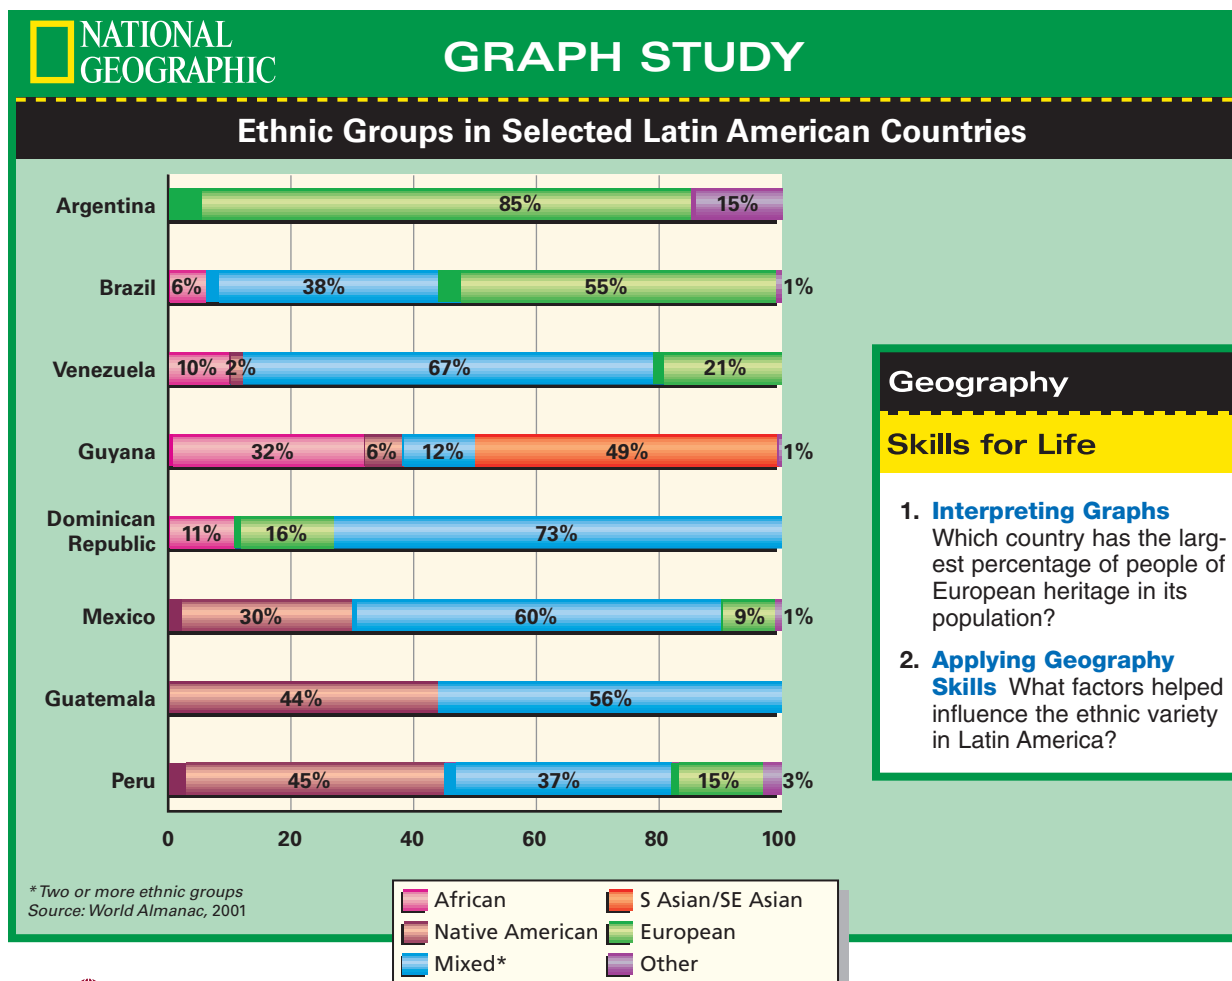 NATIONAL
GEOGRAPHIC
GRAPH STUDY
Ethnic Groups in Selected Latin American Countries
Argentina 85% 15%
Brazil 6% 38% 55% 1%
Venezuela 10% 2% 67% 21%
Guyana 32% 6% 12% 49% 1%
Dominican
Republic 11% 16% 73%
Mexico 30% 60% 9% 1%
Guatemala 44% 56%
Peru 45% 37% 15% 3%
0 20 40 60 80 100
*Two or more ethnic groups
Source: World Almanac, 2001
African
Native American
Mixed*
S Asian/SE Asian
European
Other
Geography
Skills for Life
1. Interpreting Graphs
Which country has the larg-
est percentage of people of
European heritage in its
population?
2. Applying Geography
Skills What factors helped
influence the ethnic variety
in Latin America?